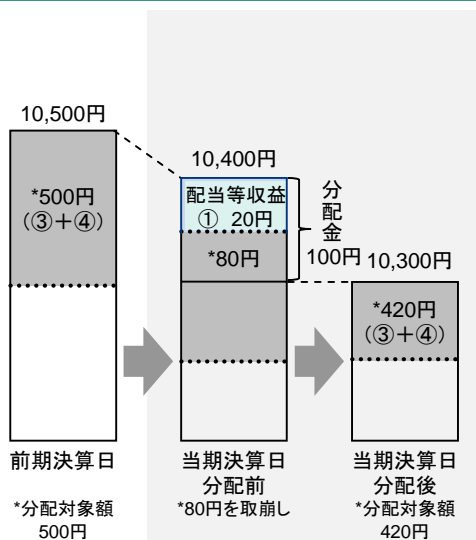 10,500円
*500円
(③+④)
前期決算日
*分配対象額
500円
10,400円
配当等収益
① 20円
*80円
分配金
100円
当期決算日
分配前
*80円を取崩し
10,300円
*420円
(③+④)
当期決算日
分配後
*分配対象額
420円